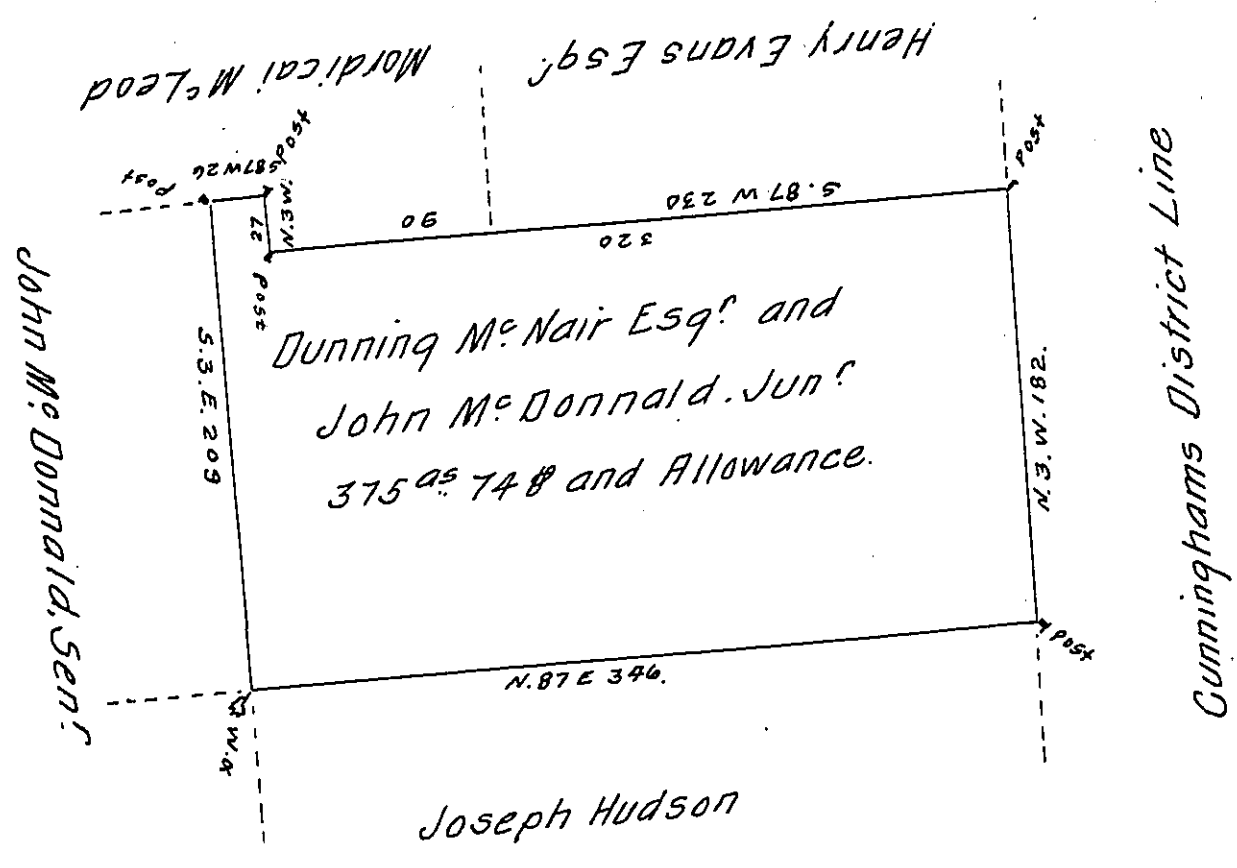 Mordicai McLeod
Henry Evans Esqr.
Post
S87W 26
Post
N.3W.
27
Post
90
S. 87 W 230
320
Post
Dunning Mc. Nair Esqr. and
John Mc. Donnald. Junr.
375 as. 74 and Allowance.
John Mc. Donnald, Senr.
S. 3. E. 209
N. 3. W. 182.
Cunninghams District Line
N. 87 E 346.
Post
W.O
Joseph Hudson